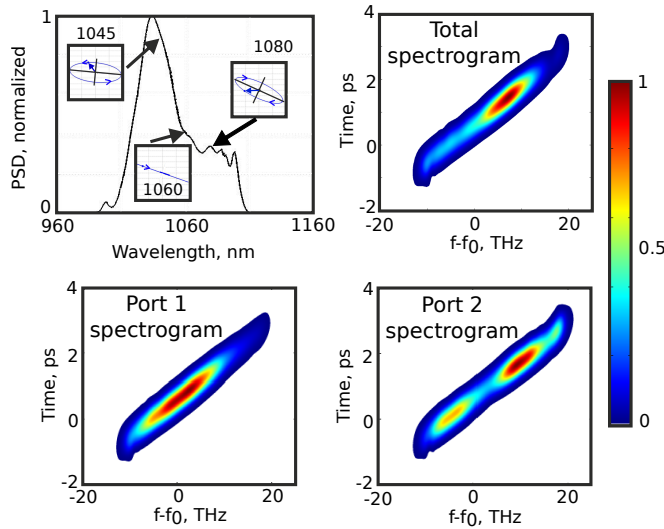 1
PSD, normalized
0
1045
1080
1060
960
1060
1160
Wavelength, nm
4
2
0
-2
Time, ps
Total
spectrogram
-20
0
20
f-f0, THz
1
0.5
0
4
2
0
-2
Time, ps
Port 1
spectrogram
-20
0
20
f-f0, THz
4
2
0
-2
Time, ps
Port 2
spectrogram
-20
0
20
f-f0, THz